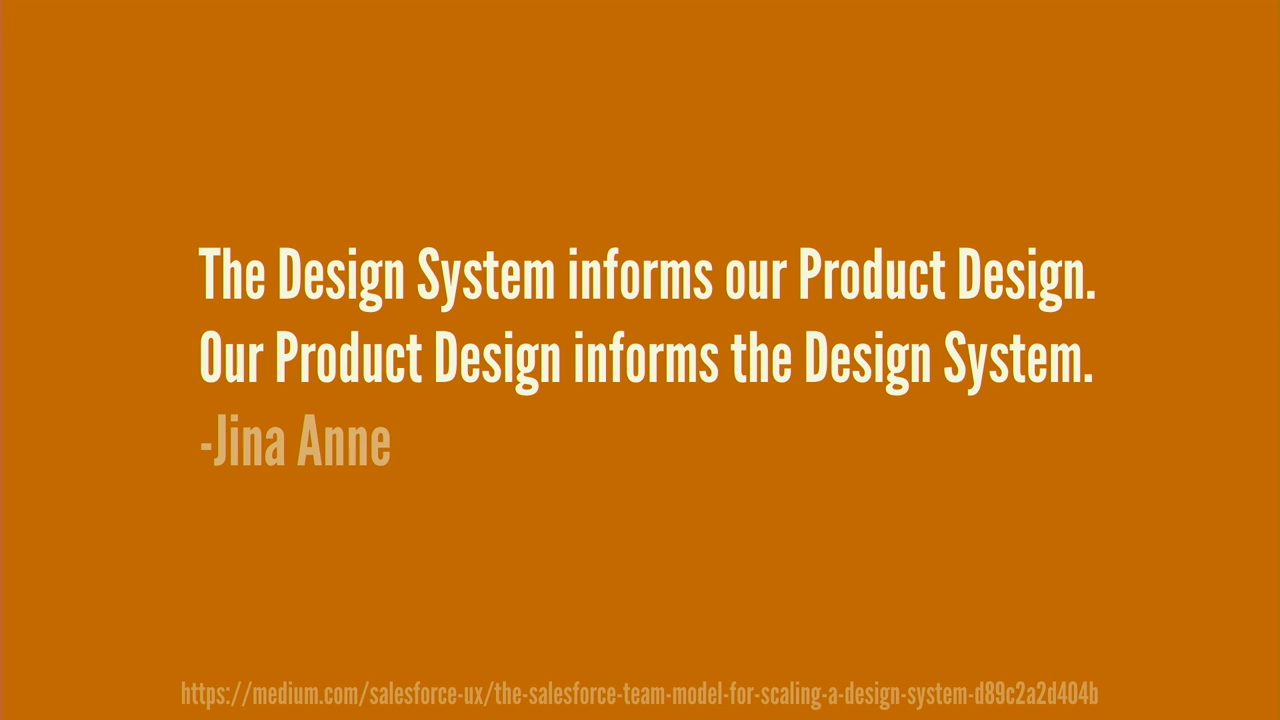 The Design System informs our Product Design.
Our Product Design informs the Design System.
-Jina Anne
https://medium.com/salesforce-ux/the-salesforce-team-model-for-scaling-a-design-system-d89c2a2d404b